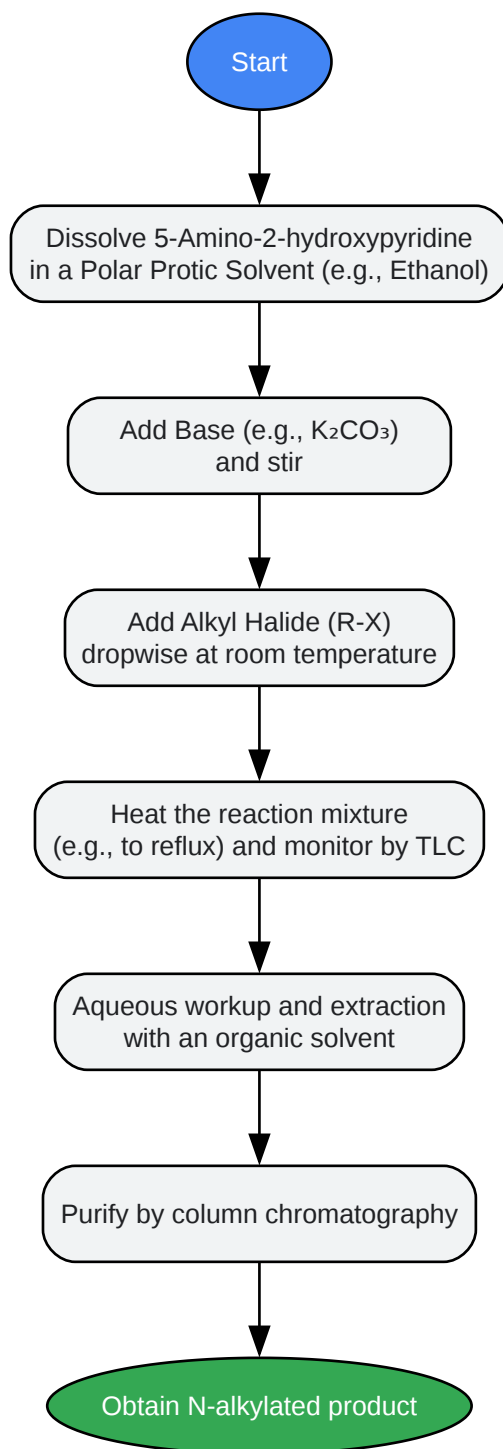 Start
Dissolve 5-Amino-2-hydroxypyridine
in a Polar Protic Solvent (e.g., Ethanol)
Add Base (e.g., K₂CO₃)
and stir
Add Alkyl Halide (R-X)
dropwise at room temperature
Heat the reaction mixture
(e.g., to reflux) and monitor by TLC
Aqueous workup and extraction
with an organic solvent
Purify by column chromatography
Obtain N-alkylated product